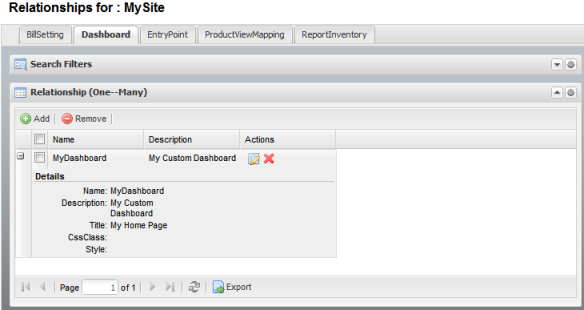 Relationships for : MySite
BillSetting Dashboard EntryPoint ProductViewMapping ReportInventory
Search Filters
Relationship (One--Many)
Add Remove
Name Description Actions
MyDashboard My Custom Dashboard
Details
Name: MyDashboard
Description: My Custom
Dashboard
Title: My Home Page
CssClass:
Style:
Page 1 of 1 Export